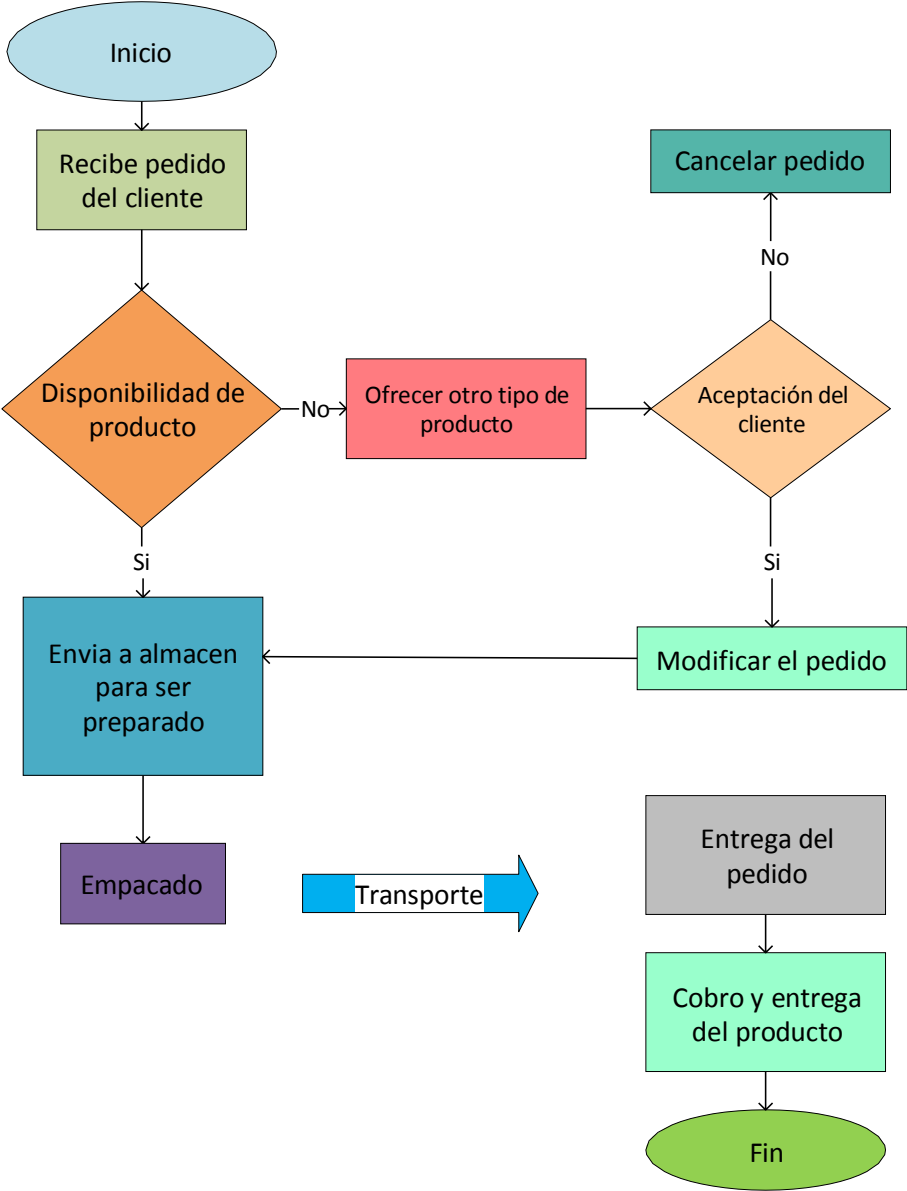 Inicio
Recibe pedido
del cliente
Cancelar pedido
No
Disponibilidad de
producto
No
Ofrecer otro tipo de
producto
Aceptación del
cliente
Si
Si
Envia a almacen
para ser
preparado
Modificar el pedido
Empacado
Transporte
Entrega del
pedido
Cobro y entrega
del producto
Fin